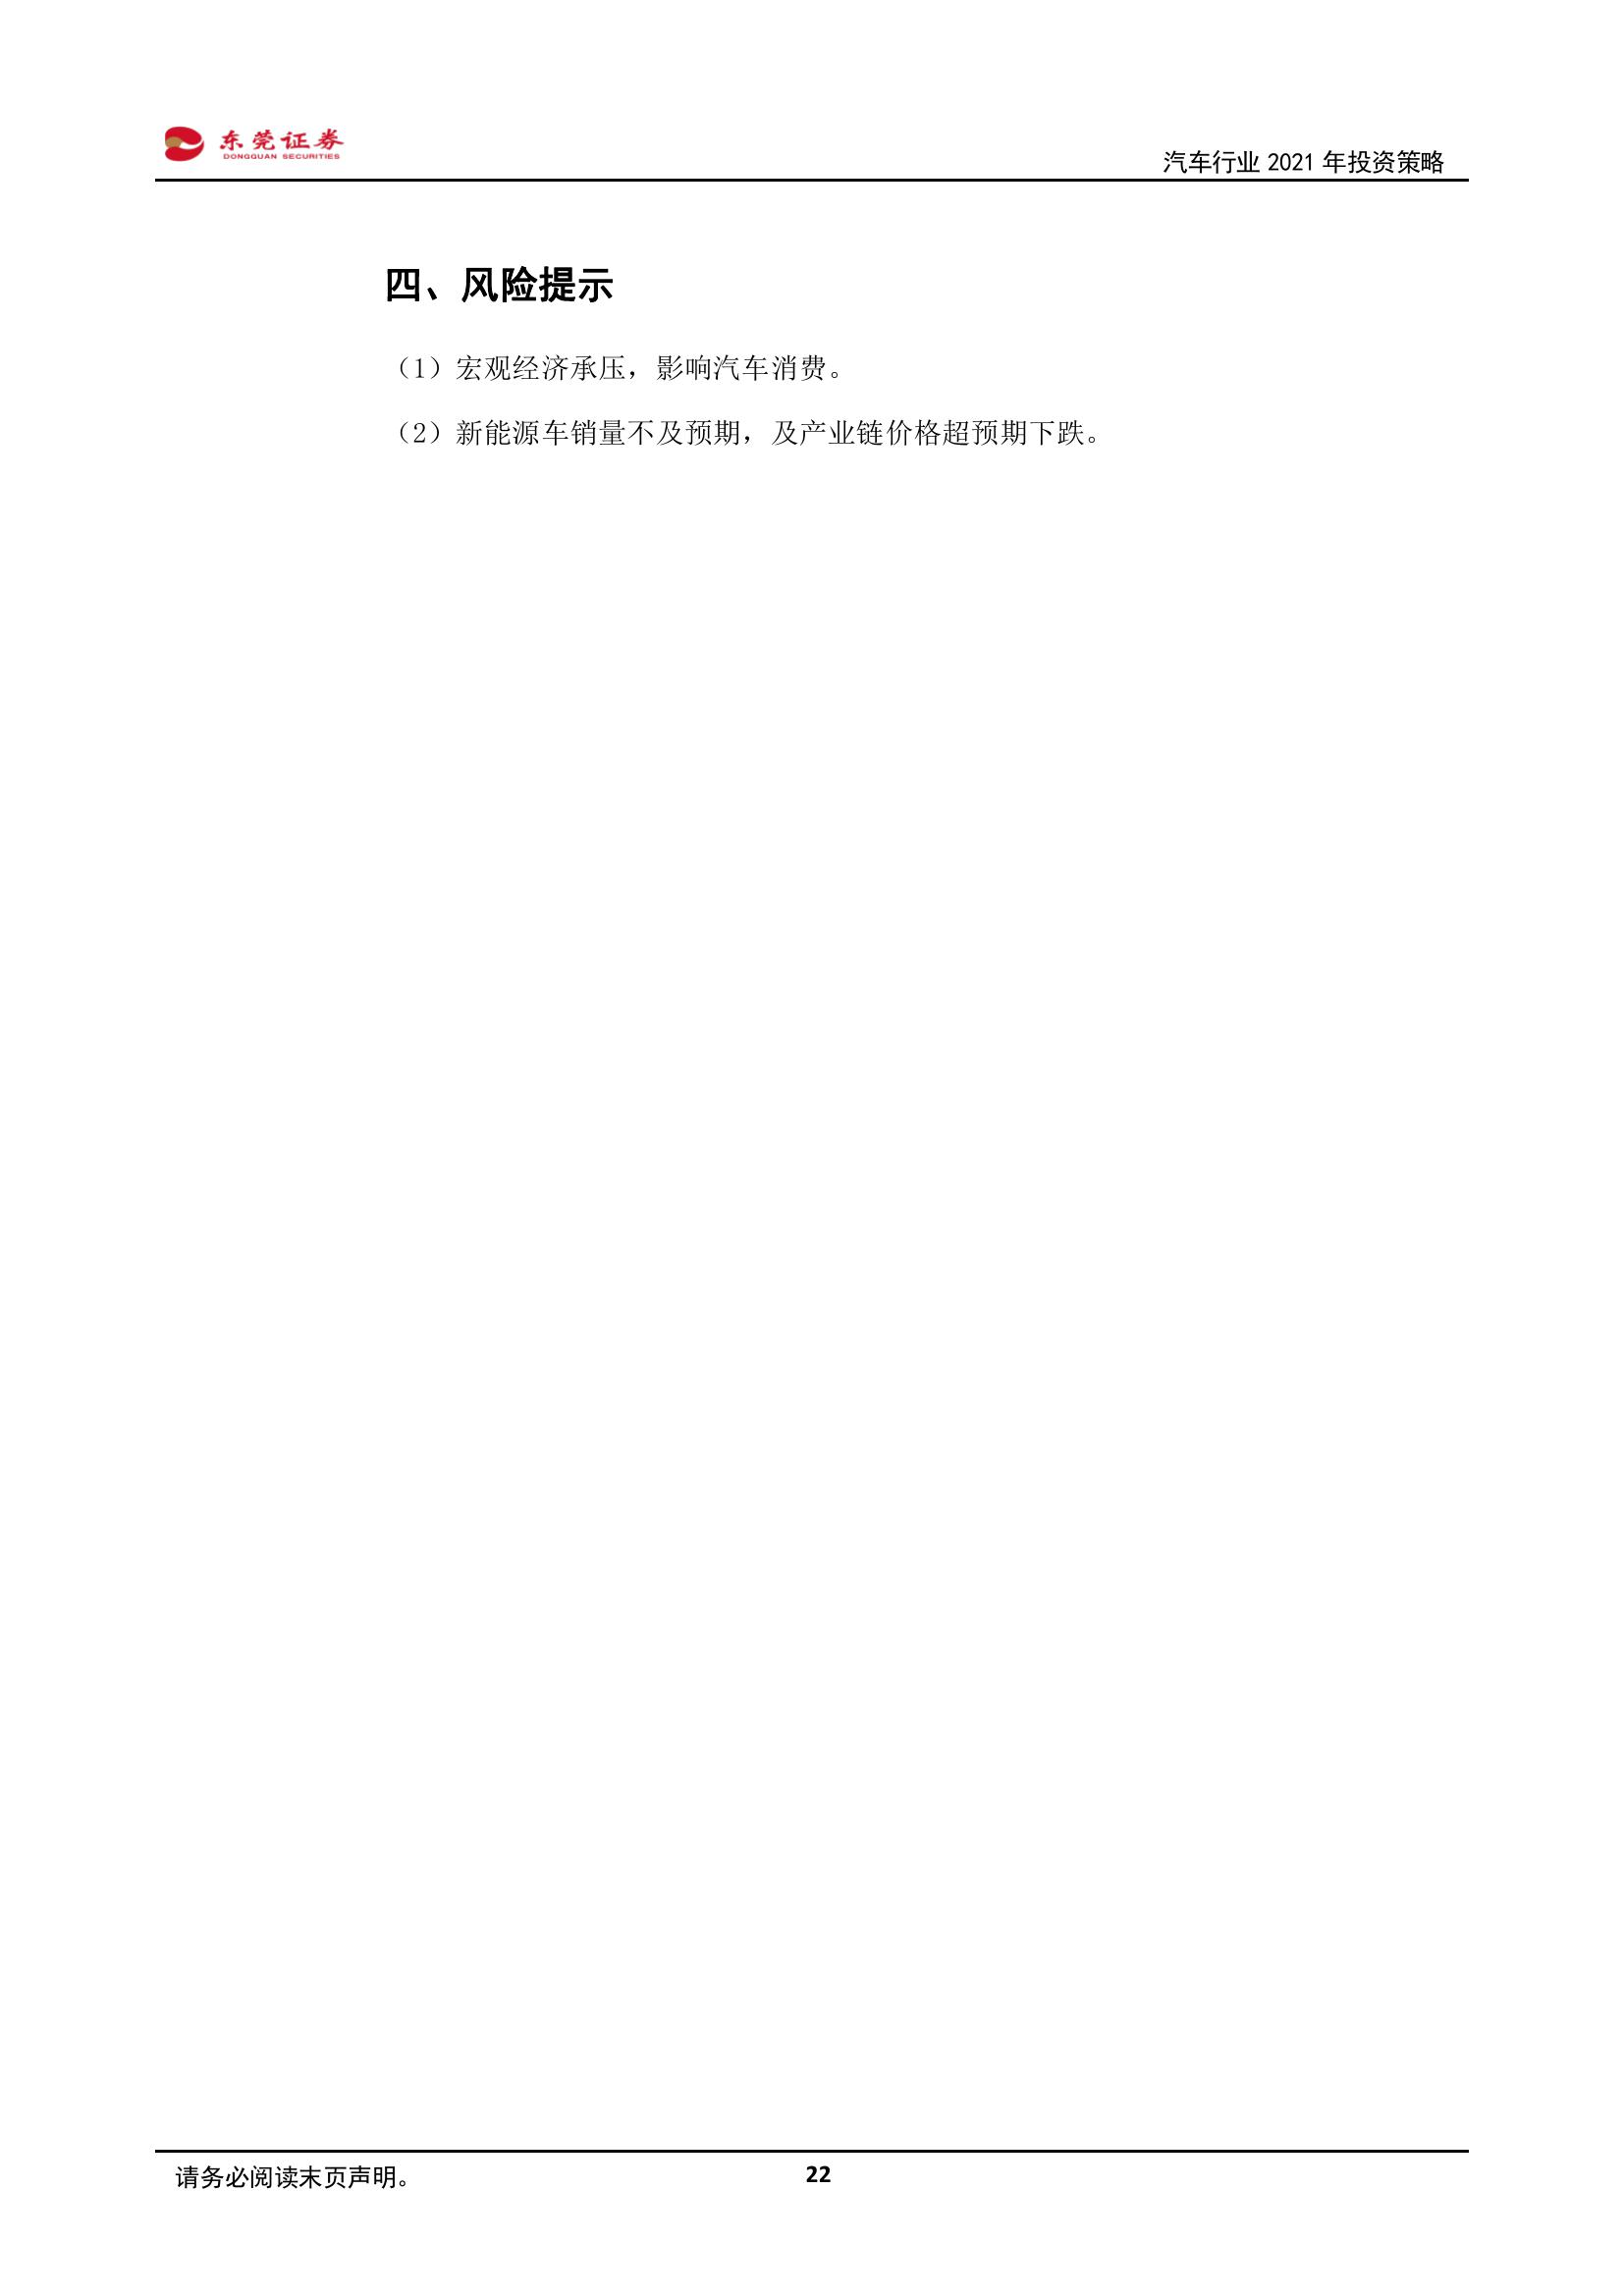 东莞证券
DONGGUAN SECURITIES
汽车行业 2021 年投资策略
四、风险提示
（1）宏观经济承压，影响汽车消费。
（2）新能源车销量不及预期，及产业链价格超预期下跌。
请务必阅读末页声明。
22